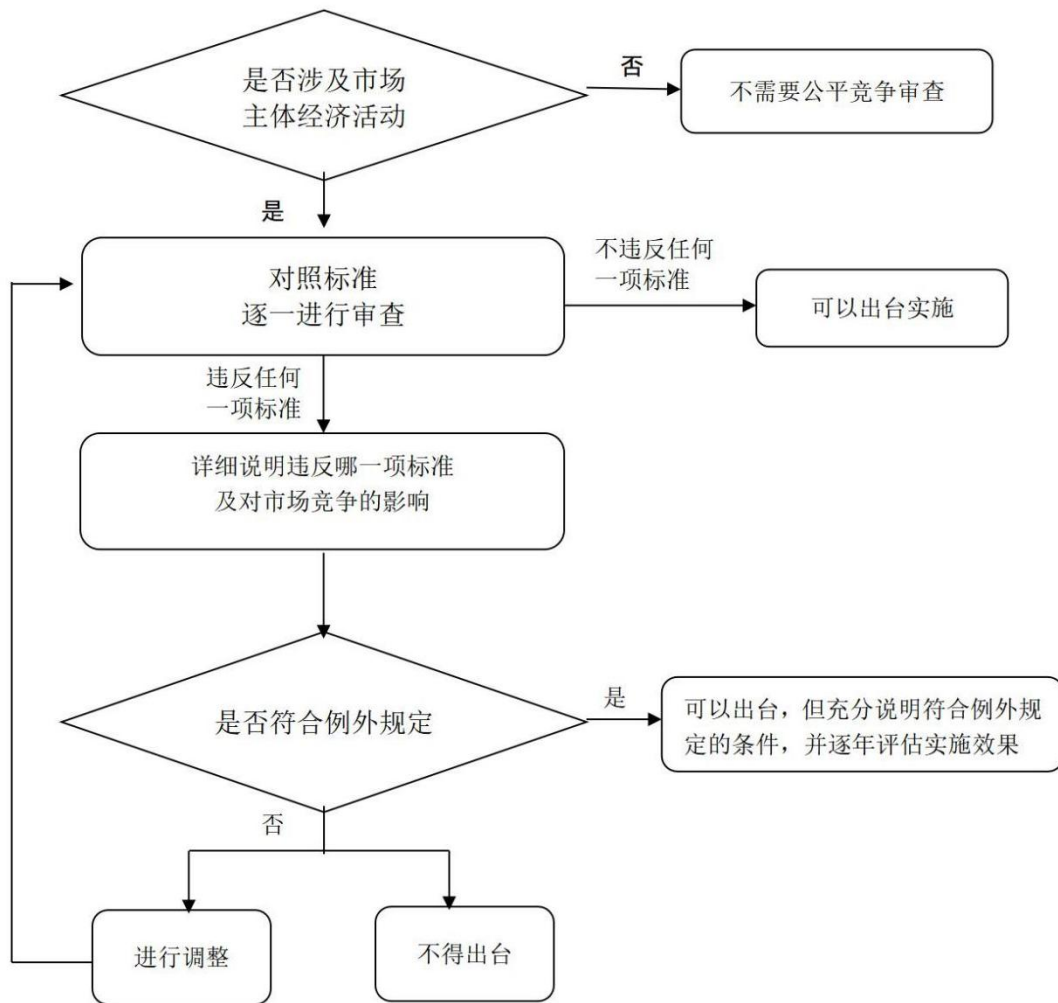 是否涉及市场
主体经济活动
否
不需要公平竞争审查
是
对照标准
逐一进行审查
不违反任何
一项标准
可以出台实施
违反任何
一项标准
详细说明违反哪一项标准
及对市场竞争的影响
是否符合例外规定
是
可以出台，但充分说明符合例外规
定的条件，并逐年评估实施效果
否
进行调整
不得出台